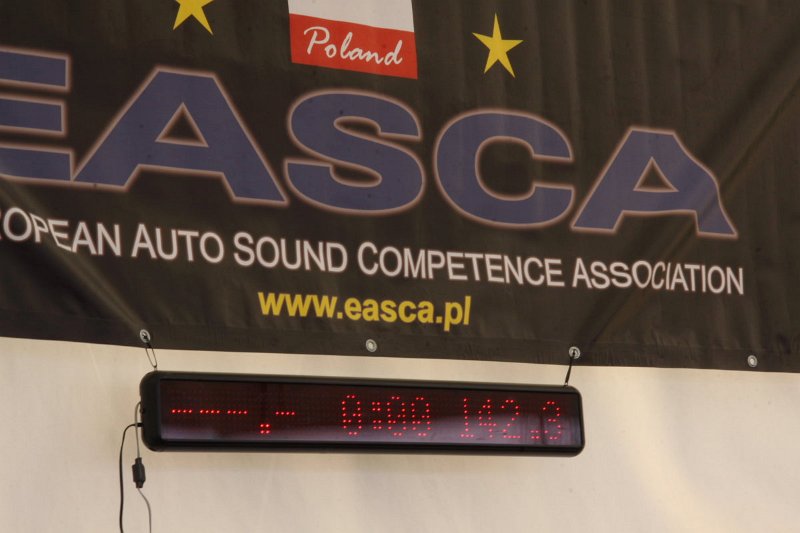 Poland
EASCA
ROPEAN AUTO SOUND COMPETENCE ASSOCIATION
www.easca.pl
---.- 0:00 142.3